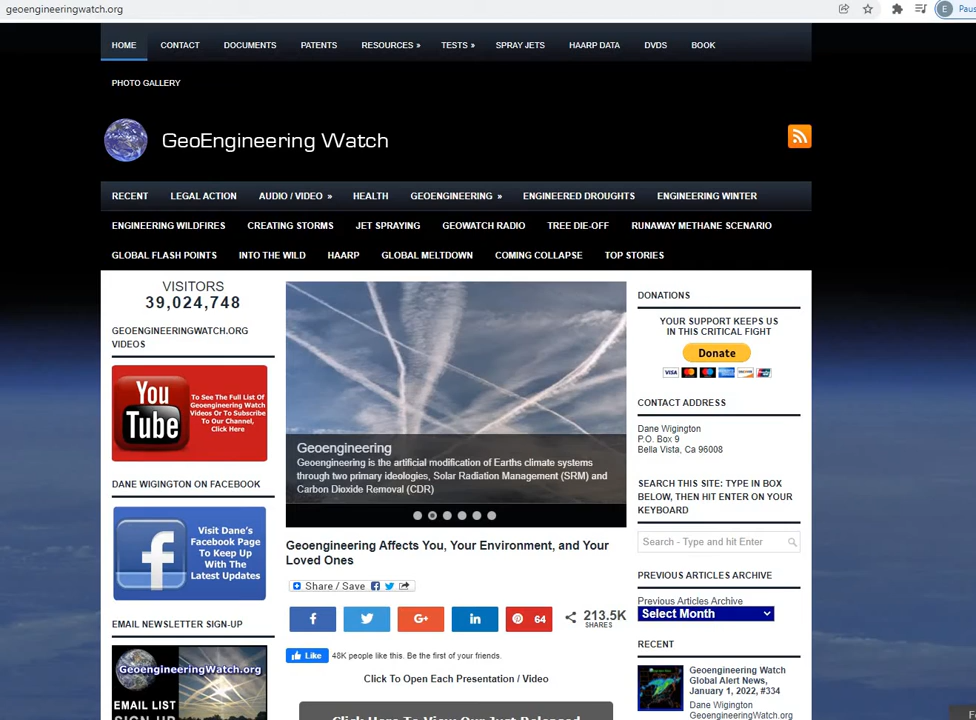 geoengineeringwatch.org
E
Paus
HOME CONTACT DOCUMENTS PATENTS RESOURCES » TESTS » SPRAY JETS HAARP DATA DVDS BOOK
PHOTO GALLERY
GeoEngineering Watch
RECENT LEGAL ACTION AUDIO / VIDEO » HEALTH GEOENGINEERING » ENGINEERED DROUGHTS ENGINEERING WINTER
ENGINEERING WILDFIRES CREATING STORMS JET SPRAYING GEOWATCH RADIO TREE DIE-OFF RUNAWAY METHANE SCENARIO
GLOBAL FLASH POINTS INTO THE WILD HAARP GLOBAL MELTDOWN COMING COLLAPSE TOP STORIES
VISITORS
39,024,748
GEOENGINEERINGWATCH.ORG
VIDEOS
You
Tube
To See The Full List Of
Geoengineering Watch
Videos Or To Subscribe
To Our Channel,
Click Here
DANE WIGINGTON ON FACEBOOK
f
Visit Dane's
Facebook Page
To Keep Up
With The
Latest Updates
EMAIL NEWSLETTER SIGN-UP
GeoengineeringWatch.org
EMAIL LIST
Geoengineering
Geoengineering is the artificial modification of Earths climate systems
through two primary ideologies, Solar Radiation Management (SRM) and
Carbon Dioxide Removal (CDR)
Geoengineering Affects You, Your Environment, and Your
Loved Ones
Share / Save
f G+ in 64 213.5K
SHARES
Like 48K people like this. Be the first of your friends.
Click To Open Each Presentation / Video
Click Here To View Our Just Released
DONATIONS
YOUR SUPPORT KEEPS US
IN THIS CRITICAL FIGHT
Donate
VISA
CONTACT ADDRESS
Dane Wigington
P.O. Box 9
Bella Vista, Ca 96008
SEARCH THIS SITE: TYPE IN BOX
BELOW, THEN HIT ENTER ON YOUR
KEYBOARD
Search - Type and hit Enter
PREVIOUS ARTICLES ARCHIVE
Previous Articles Archive
Select Month
RECENT
Geoengineering Watch
Global Alert News,
January 1, 2022, #334
Dane Wigington
GeoengineeringWatch.org